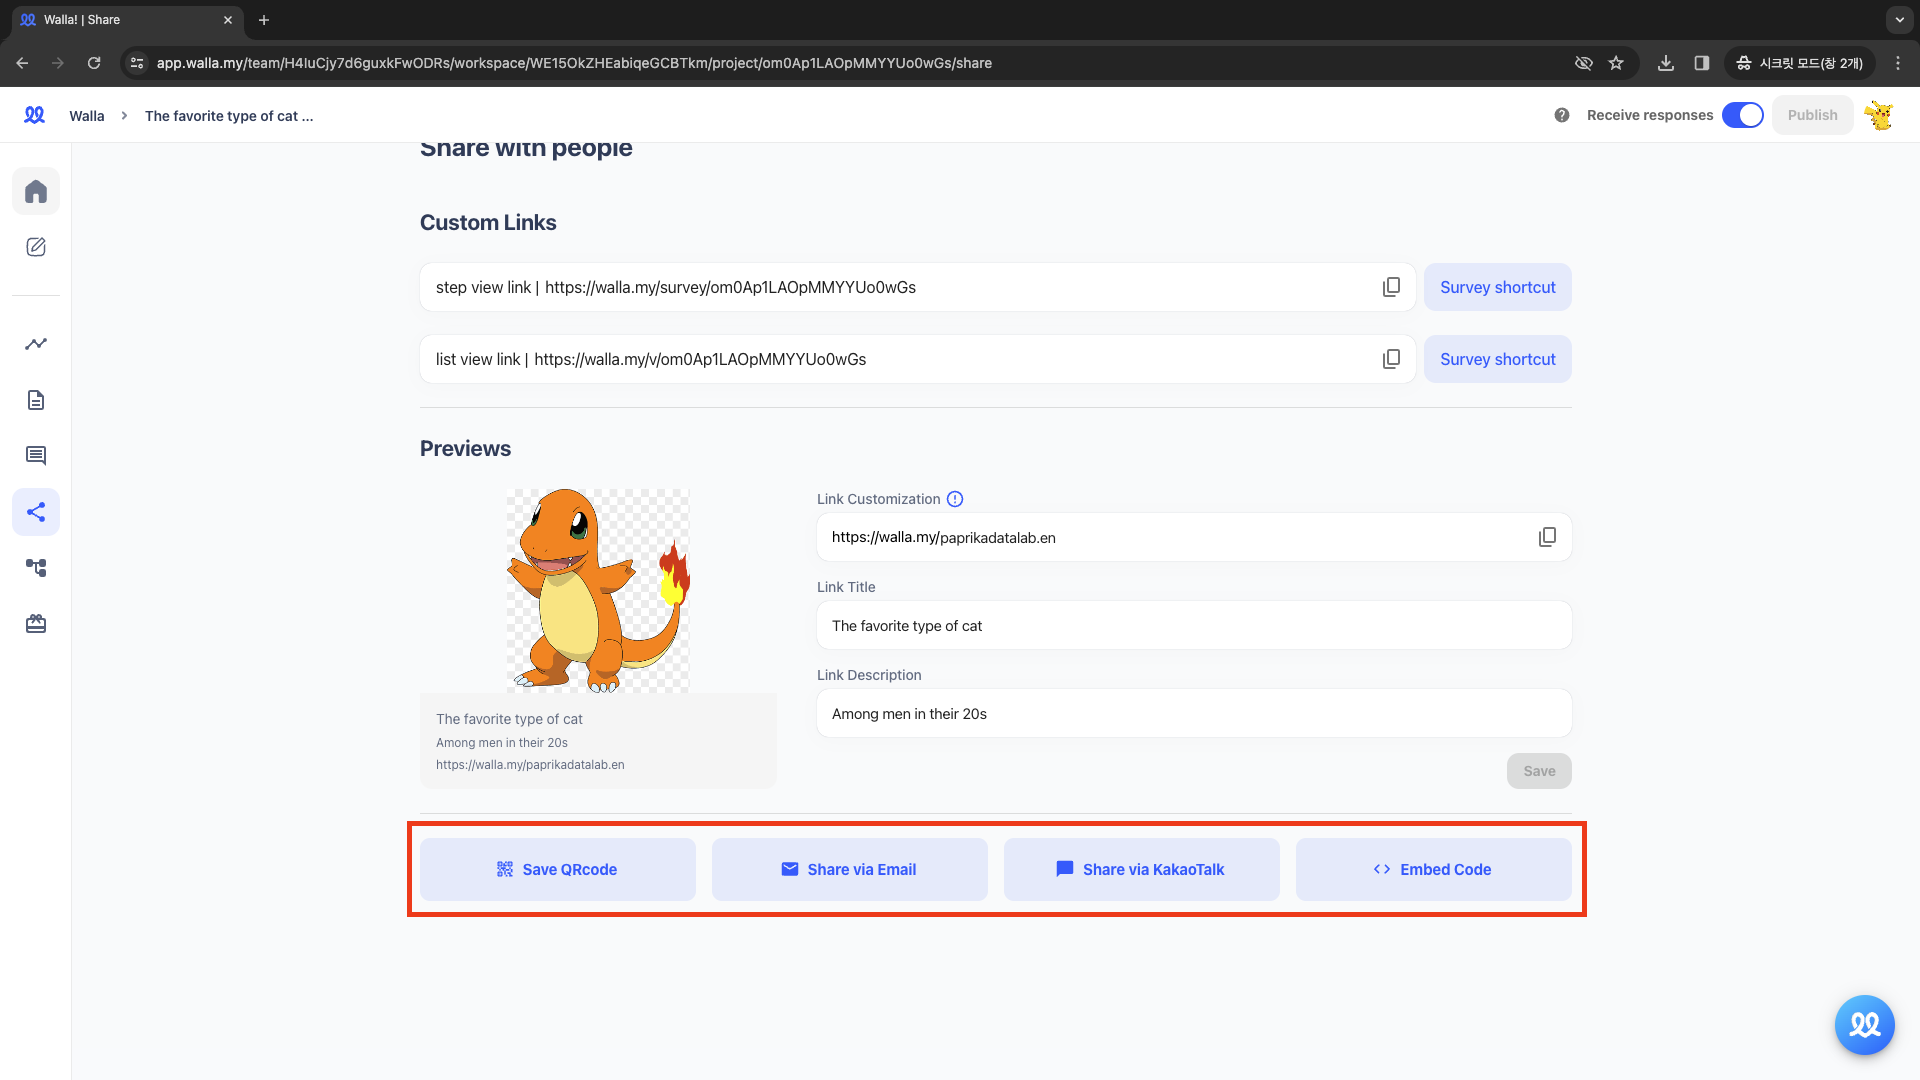 Walla! | Share
app.walla.my/team/H4IuCjy7d6guxkFwODRs/workspace/WE15OkZHEabiqeGCBTkm/project/om0Ap1LAOpMMYYUo0wGs/share
시크릿 모드(창 2개)
Walla
The favorite type of cat ...
Receive responses
Publish
Share with people
Custom Links
step view link | https://walla.my/survey/om0Ap1LAOpMMYYUo0wGs
Survey shortcut
list view link | https://walla.my/v/om0Ap1LAOpMMYYUo0wGs
Survey shortcut
Previews
The favorite type of cat
Among men in their 20s
https://walla.my/paprikadatalab.en
Link Customization
https://walla.my/paprikadatalab.en
Link Title
The favorite type of cat
Link Description
Among men in their 20s
Save
Save QRcode
Share via Email
Share via KakaoTalk
Embed Code